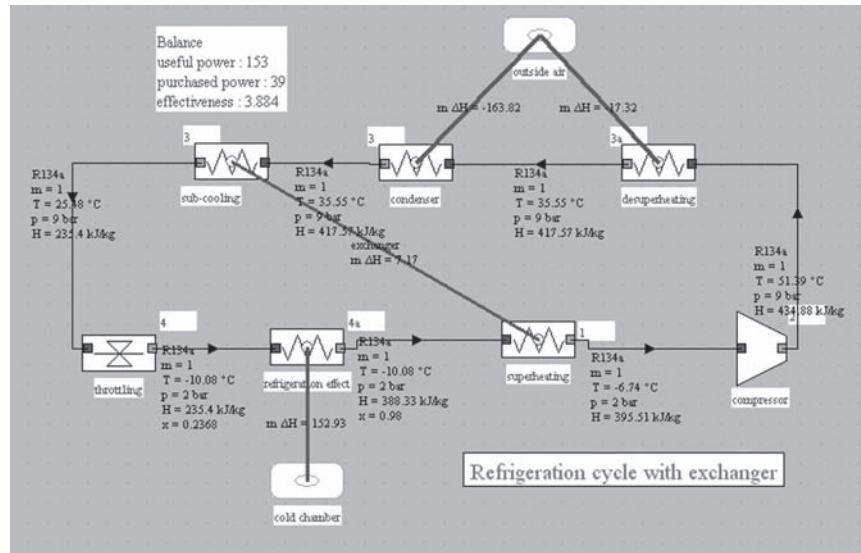 Balance
useful power : 153
purchased power : 39
effectiveness : 3.884
outside air
m ΔH = -163.82
m ΔH = -17.32
3
sub-cooling
3
condenser
3a
desuperheating
R134a
m = 1
T = 25.48 °C
p = 9 bar
H = 235.4 kJ/kg
R134a
m = 1
T = 35.55 °C
p = 9 bar
H = 417.57 kJ/kg
R134a
m = 1
T = 35.55 °C
p = 9 bar
H = 417.57 kJ/kg
exchanger
m ΔH = 7.17
R134a
m = 1
T = 51.39 °C
p = 9 bar
H = 434.88 kJ/kg
2
4
throttling
R134a
m = 1
T = -10.08 °C
p = 2 bar
H = 235.4 kJ/kg
x = 0.2368
4a
refrigeration effect
R134a
m = 1
T = -10.08 °C
p = 2 bar
H = 388.33 kJ/kg
x = 0.98
1
superheating
R134a
m = 1
T = -6.74 °C
p = 2 bar
H = 395.51 kJ/kg
compressor
m ΔH = 152.93
cold chamber
Refrigeration cycle with exchanger